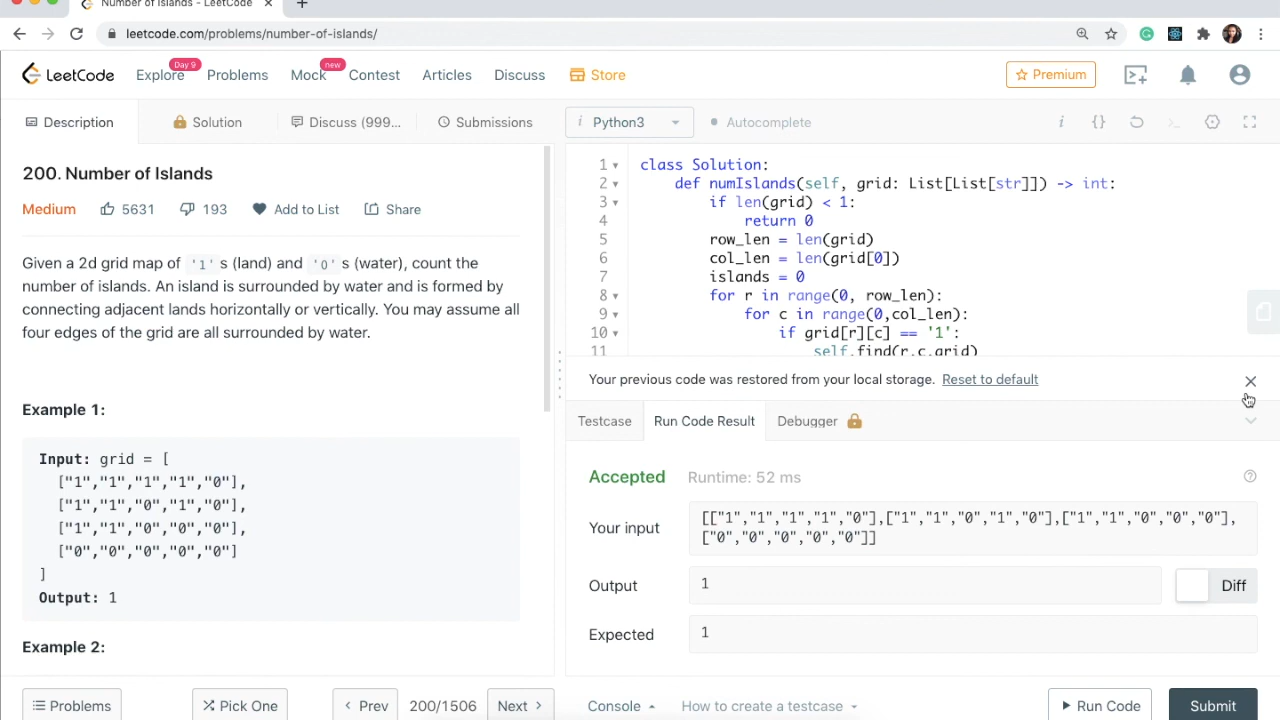 Number of Islands - LeetCode
leetcode.com/problems/number-of-islands/
LeetCode Explore Day 9 Problems Mock new Contest Articles Discuss Store Premium
Description Solution Discuss (999... Submissions
i Python3 Autocomplete i {}
200. Number of Islands
Medium 5631 193 Add to List Share
Given a 2d grid map of '1' s (land) and '0' s (water), count the
number of islands. An island is surrounded by water and is formed by
connecting adjacent lands horizontally or vertically. You may assume all
four edges of the grid are all surrounded by water.
Example 1:
Input: grid = [
["1","1","1","1","0"],
["1","1","0","1","0"],
["1","1","0","0","0"],
["0","0","0","0","0"]
]
Output: 1
Example 2:
1 class Solution:
2 def numIslands(self, grid: List[List[str]]) -> int:
3 if len(grid) < 1:
4 return 0
5 row_len = len(grid)
6 col_len = len(grid[0])
7 islands = 0
8 for r in range(0, row_len):
9 for c in range(0,col_len):
10 if grid[r][c] == '1':
11 self.find(r,c,grid)
Your previous code was restored from your local storage. Reset to default
Testcase Run Code Result Debugger
Accepted Runtime: 52 ms
Your input
[["1","1","1","1","0"],["1","1","0","1","0"],["1","1","0","0","0"],
["0","0","0","0","0"]]
Output 1 Diff
Expected 1
Problems Pick One Prev 200/1506 Next Console How to create a testcase Run Code Submit